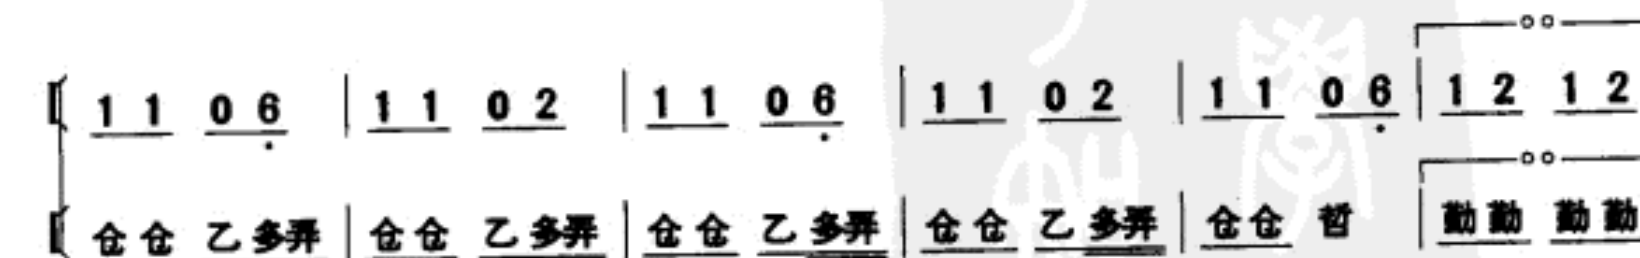 1 1 0 6 | 1 1 0 2 | 1 1 0 6 | 1 1 0 2 | 1 1 0 6 | 1 2 1 2
仓仓 乙多弄 | 仓仓 乙多弄 | 仓仓 乙多弄 | 仓仓 乙多弄 | 仓仓 哲 | 勤勤 勤勤